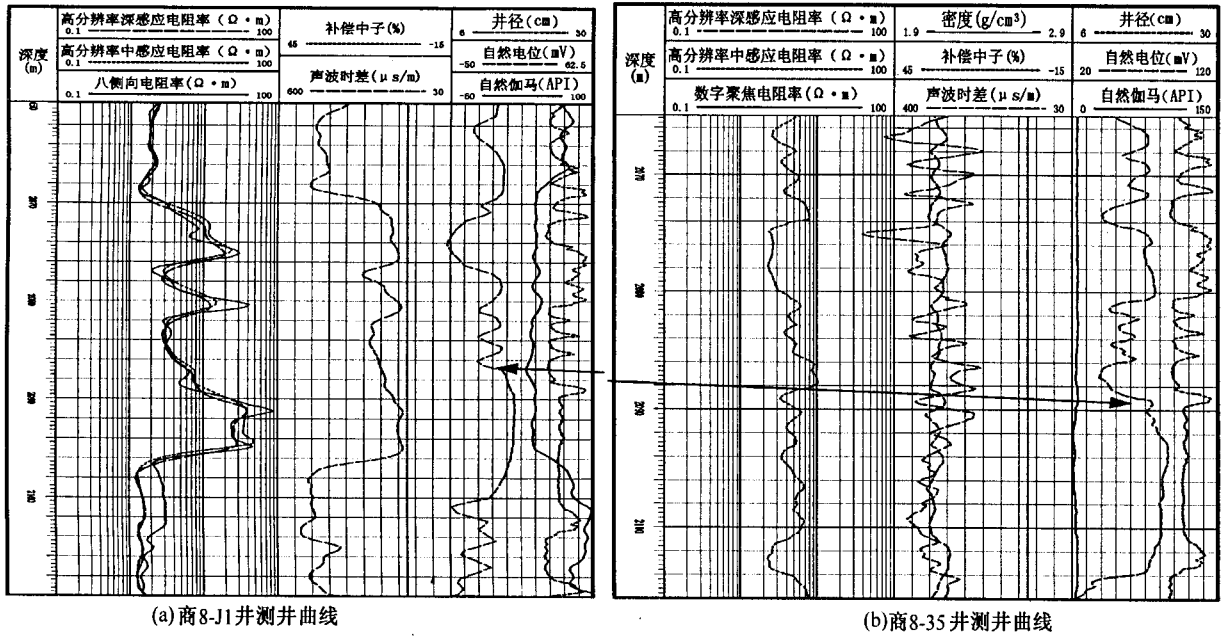 深度
(m)
高分辨率深感应电阻率 (Ω·m)
0.1 100
高分辨率中感应电阻率 (Ω·m)
0.1 100
八侧向电阻率(Ω·m)
0.1 100
补偿中子(%)
45 -15
声波时差(μs/m)
600 30
井径(cm)
6 30
自然电位(mV)
-50 62.5
自然伽马(API)
-60 100
2090
(a)商8-J1井测井曲线
深度
(m)
高分辨率深感应电阻率(Ω·m)
0.1 100
高分辨率中感应电阻率(Ω·m)
0.1 100
数字聚焦电阻率(Ω·m)
0.1 100
密度(g/cm³)
1.9 2.9
补偿中子(%)
45 -15
声波时差(μs/m)
400 30
井径(cm)
6 30
自然电位(mV)
20 120
自然伽马(API)
0 150
2070
2080
2090
2100
(b)商8-35井测井曲线